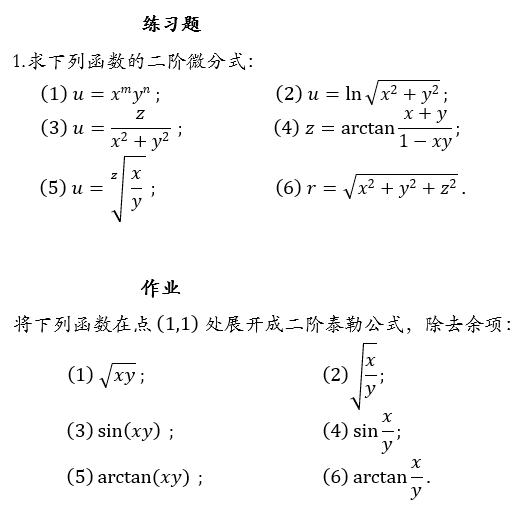 练习题
1.求下列函数的二阶微分式：
(1) u = xᵐyⁿ ; (2) u = ln√(x² + y²) ;
(3) u = z/(x² + y²) ; (4) z = arctan (x + y)/(1 − xy) ;
(5) u = ᶻ√(x/y) ; (6) r = √(x² + y² + z²) .
作业
将下列函数在点 (1,1) 处展开成二阶泰勒公式，除去余项：
(1) √(xy) ; (2) √(x/y) ;
(3) sin(xy) ; (4) sin x/y ;
(5) arctan(xy) ; (6) arctan x/y .